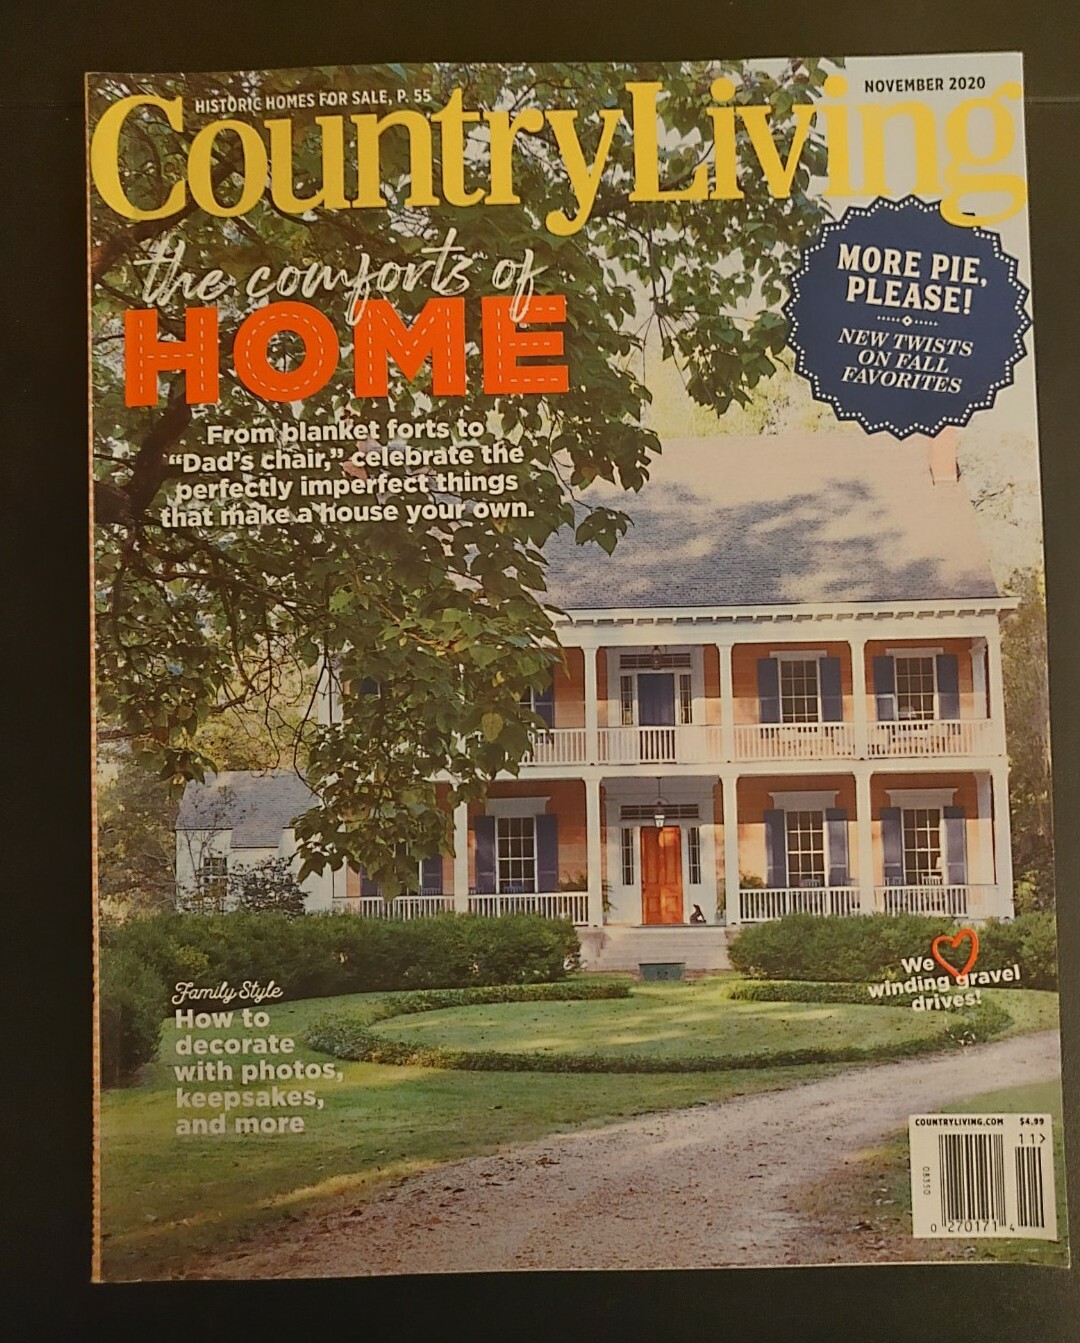 HISTORIC HOMES FOR SALE, P. 55
NOVEMBER 2020
CountryLiving
the comforts of
HOME
From blanket forts to
“Dad’s chair,” celebrate the
perfectly imperfect things
that make a house your own.
MORE PIE,
PLEASE!
NEW TWISTS
ON FALL
FAVORITES
We
winding gravel
drives!
Family Style
How to
decorate
with photos,
keepsakes,
and more
COUNTRYLIVING.COM $4.99
11>
08350
0 270171 4